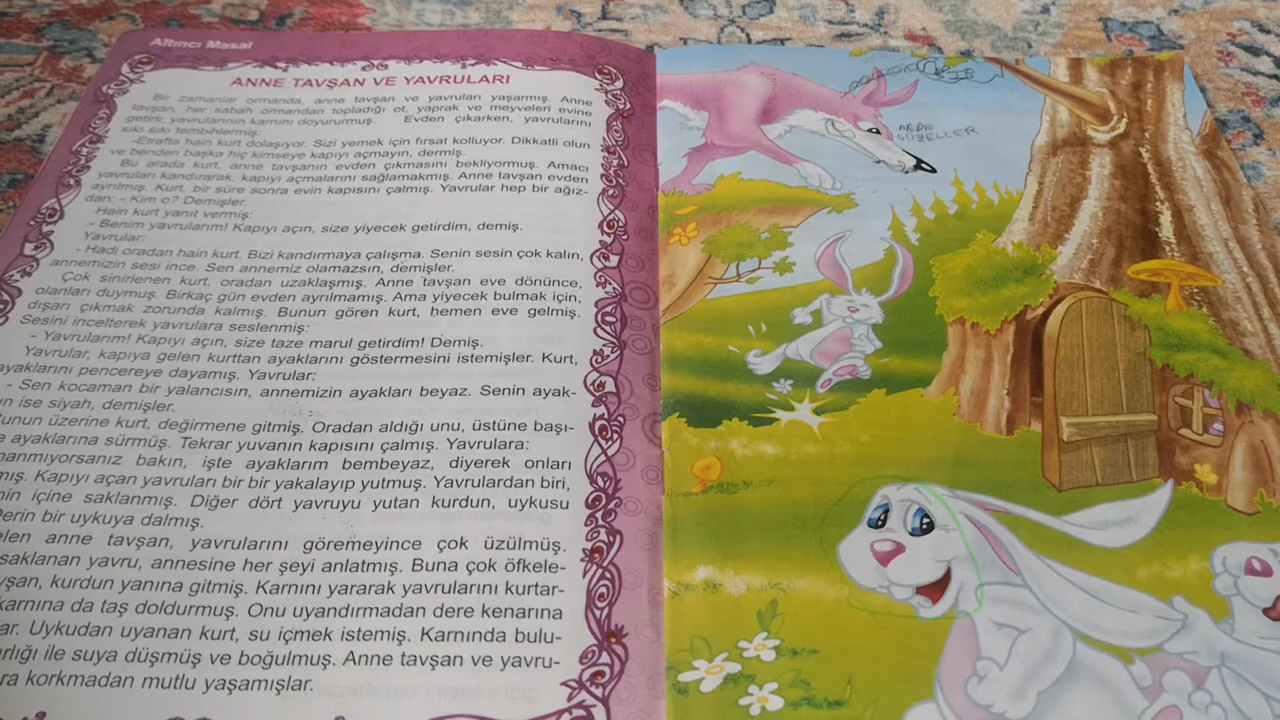 Altıncı Masal
ANNE TAVŞAN VE YAVRULARI
Bir zamanlar ormanda, anne tavşan ve yavruları yaşarmış. Anne
tavşan, her sabah ormandan topladığı ot, yaprak ve meyveleri evine
getirir, yavrularının karnını doyururmuş. Evden çıkarken, yavrularını
sıkı sıkı tembihlermiş:
-Etrafta hain kurt dolaşıyor. Sizi yemek için fırsat kolluyor. Dikkatli olun
ve benden başka hiç kimseye kapıyı açmayın, dermiş.
Bu arada kurt, anne tavşanın evden çıkmasını bekliyormuş. Amacı
yavruları kandırarak, kapıyı açmalarını sağlamakmış. Anne tavşan evden
ayrılmış. Kurt, bir süre sonra evin kapısını çalmış. Yavrular hep bir ağız-
dan: - Kim o? Demişler.
Hain kurt yanıt vermiş:
- Benim yavrularım! Kapıyı açın, size yiyecek getirdim, demiş.
Yavrular:
- Hadi oradan hain kurt. Bizi kandırmaya çalışma. Senin sesin çok kalın,
annemizin sesi ince. Sen annemiz olamazsın, demişler.
Çok sinirlenen kurt, oradan uzaklaşmış. Anne tavşan eve dönünce,
olanları duymuş. Birkaç gün evden ayrılmamış. Ama yiyecek bulmak için,
dışarı çıkmak zorunda kalmış. Bunun gören kurt, hemen eve gelmiş.
Sesini incelterek yavrulara seslenmiş:
- Yavrularım! Kapıyı açın, size taze marul getirdim! Demiş.
Yavrular, kapıya gelen kurttan ayaklarını göstermesini istemişler. Kurt,
ayaklarını pencereye dayamış. Yavrular:
- Sen kocaman bir yalancısın, annemizin ayakları beyaz. Senin ayak-
ın ise siyah, demişler.
unun üzerine kurt, değirmene gitmiş. Oradan aldığı unu, üstüne başı-
e ayaklarına sürmüş. Tekrar yuvanın kapısını çalmış. Yavrulara:
nanmıyorsanız bakın, işte ayaklarım bembeyaz, diyerek onları
mış. Kapıyı açan yavruları bir bir yakalayıp yutmuş. Yavrulardan biri,
nin içine saklanmış. Diğer dört yavruyu yutan kurdun, uykusu
Derin bir uykuya dalmış.
elen anne tavşan, yavrularını göremeyince çok üzülmüş.
saklanan yavru, annesine her şeyi anlatmış. Buna çok öfkele-
vşan, kurdun yanına gitmiş. Karnını yararak yavrularını kurtar-
karnına da taş doldurmuş. Onu uyandırmadan dere kenarına
ar. Uykudan uyanan kurt, su içmek istemiş. Karnında bulu-
ırlığı ile suya düşmüş ve boğulmuş. Anne tavşan ve yavru-
ra korkmadan mutlu yaşamışlar.